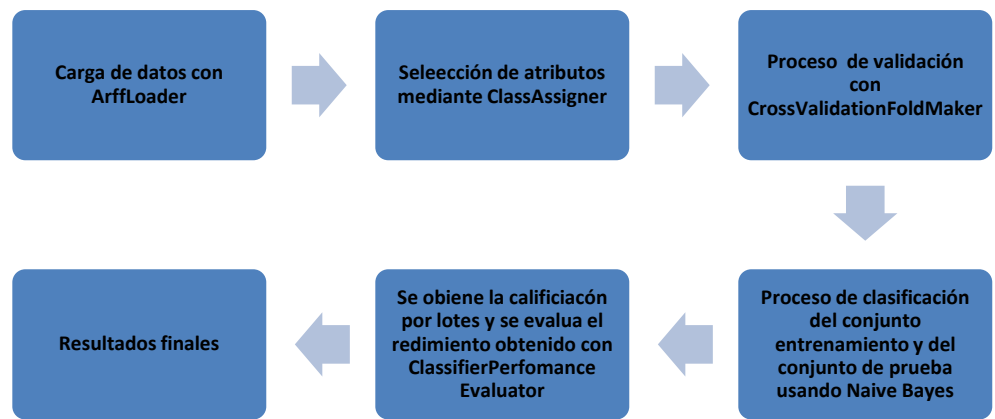 Carga de datos con
ArffLoader
Seleección de atributos
mediante ClassAssigner
Proceso de validación
con
CrossValidationFoldMaker
Proceso de clasificación
del conjunto
entrenamiento y del
conjunto de prueba
usando Naive Bayes
Se obiene la calificiacón
por lotes y se evalua el
redimiento obtenido con
ClassifierPerfomance
Evaluator
Resultados finales